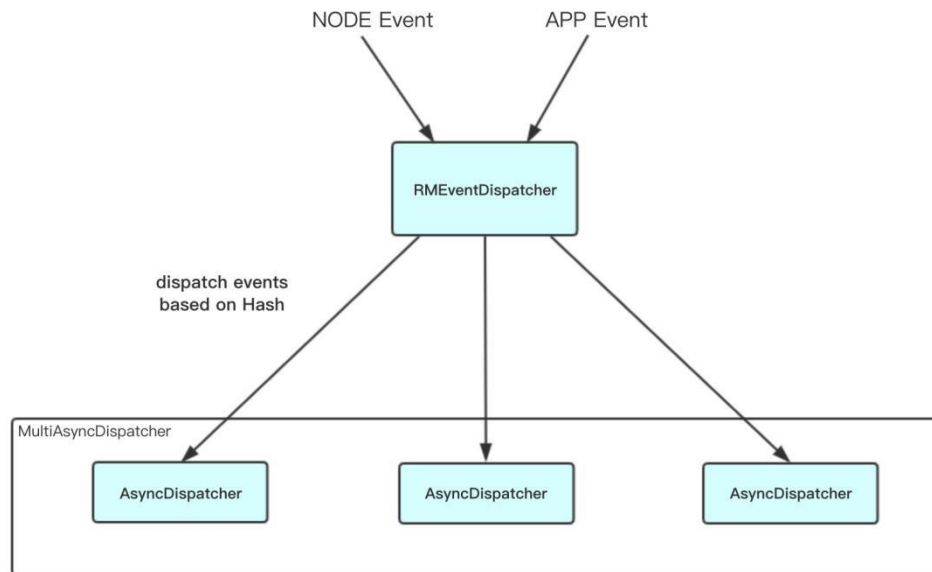 NODE Event
APP Event
RMEventDispatcher
dispatch events
based on Hash
MultiAsyncDispatcher
AsyncDispatcher
AsyncDispatcher
AsyncDispatcher